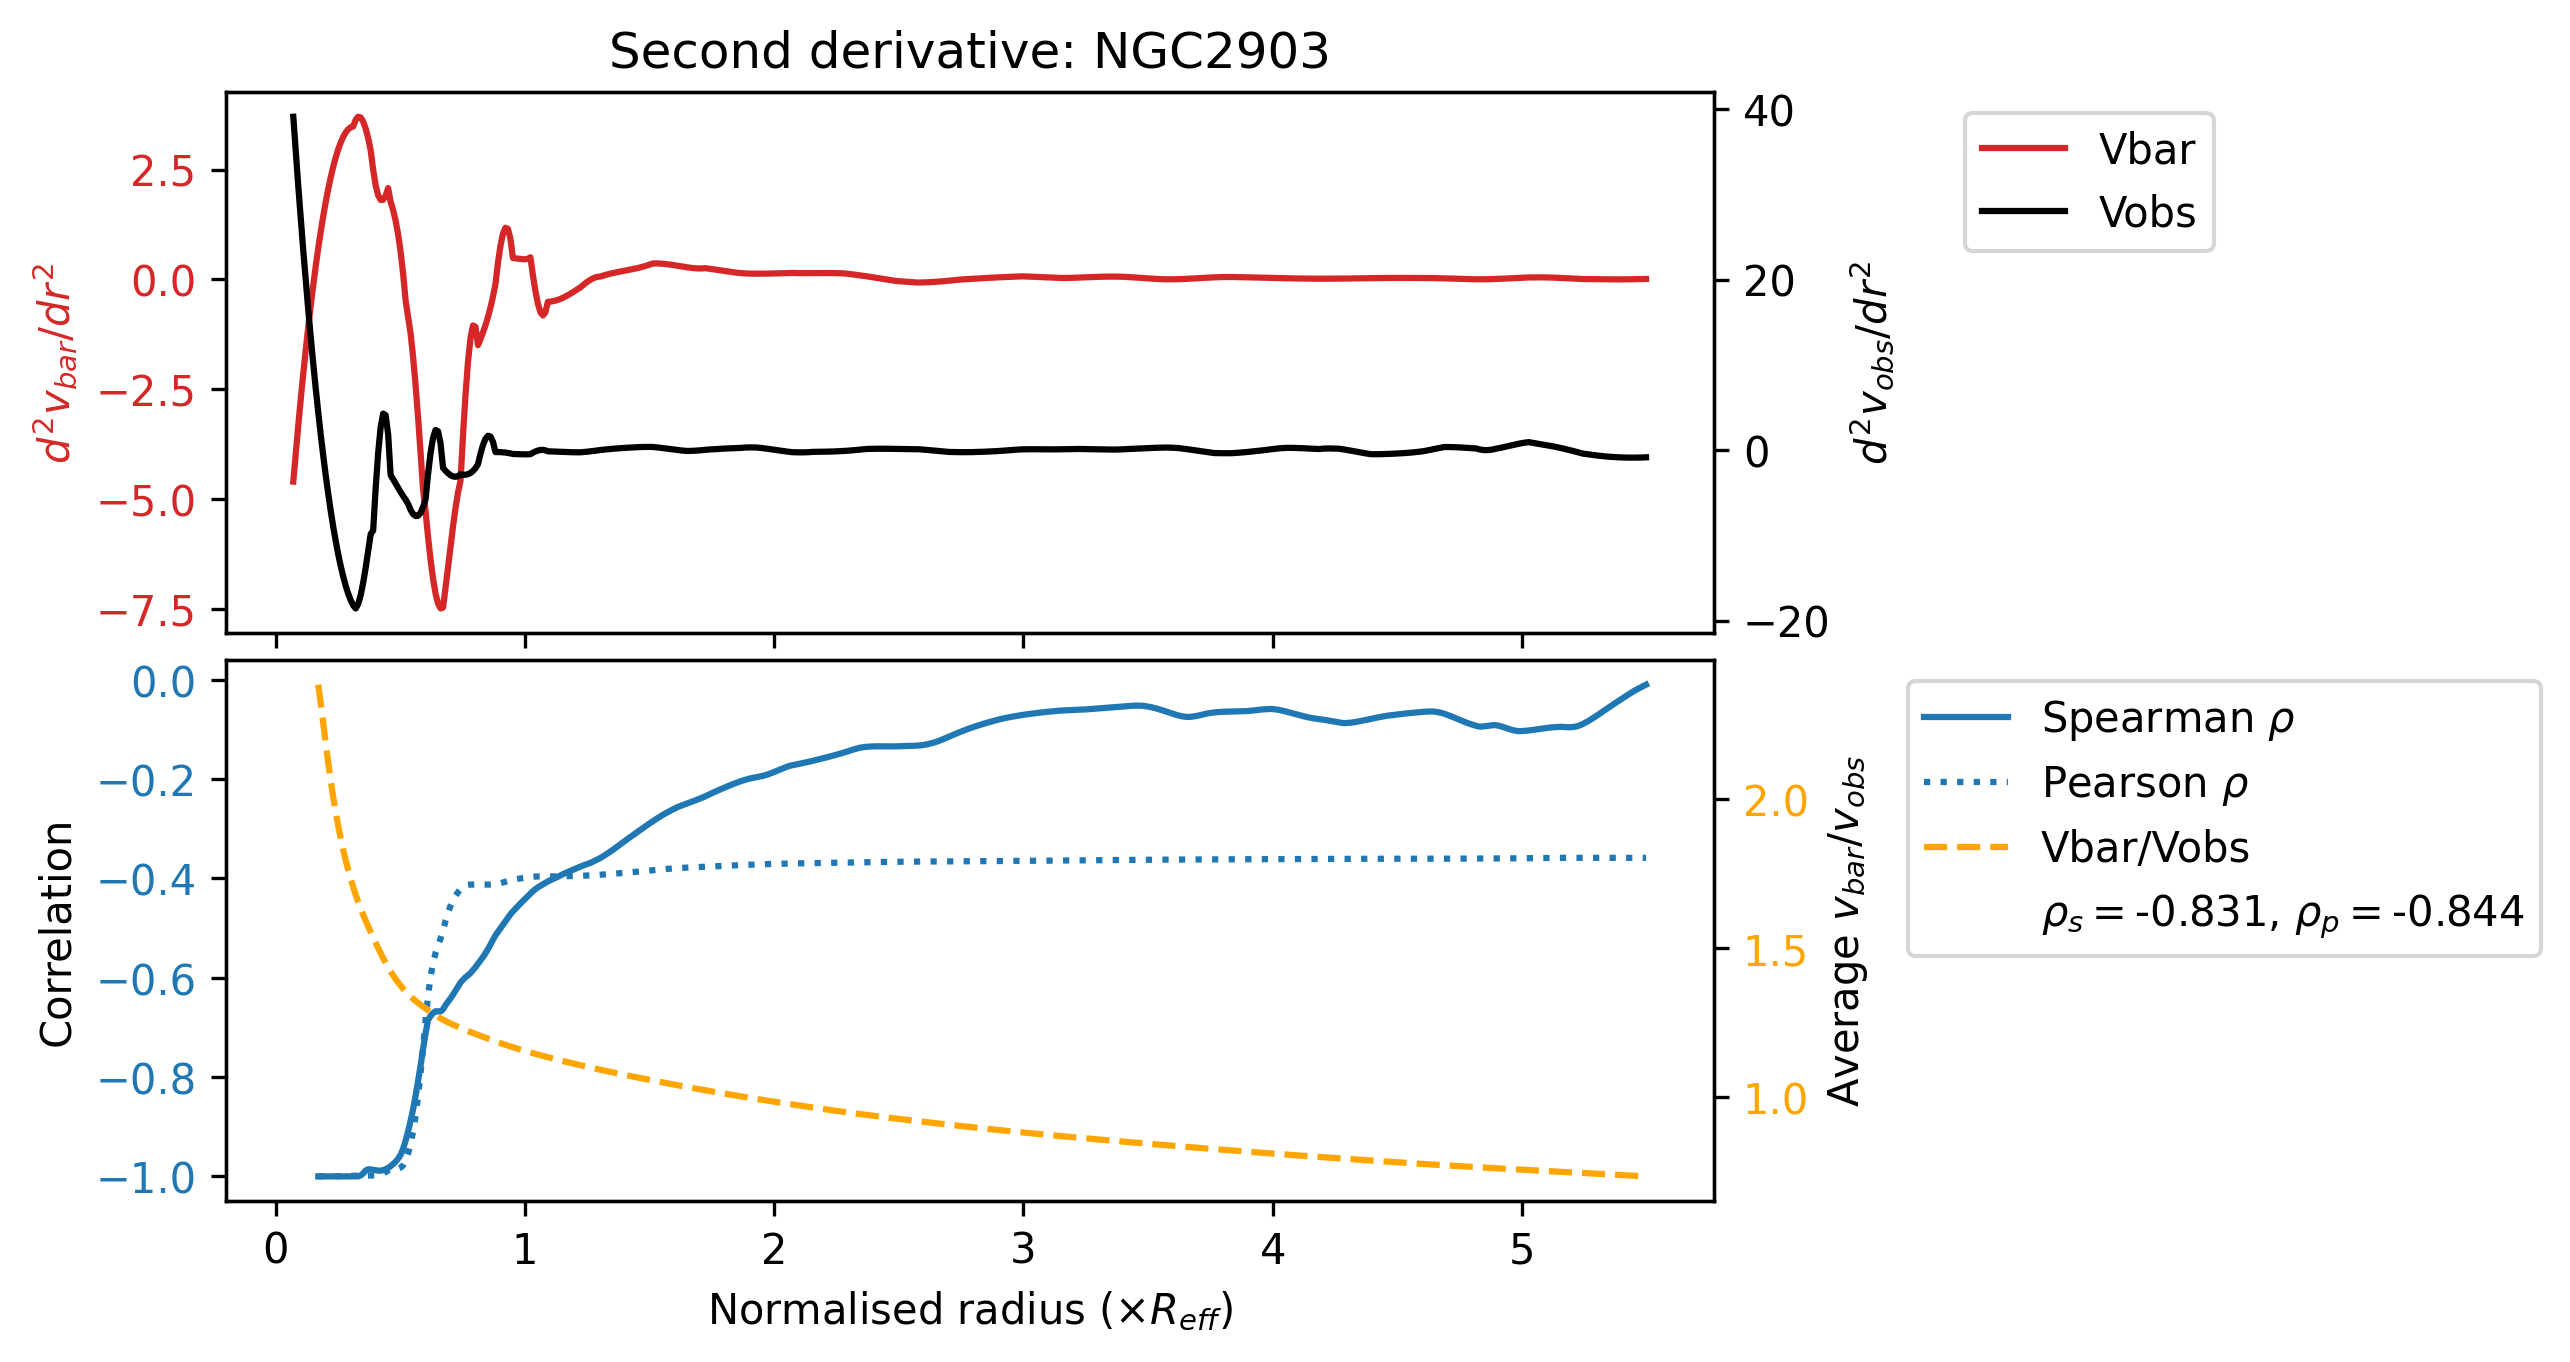 Second derivative: NGC2903
d²v_bar/dr²
2.5
0.0
−2.5
−5.0
−7.5
40
20
0
−20
d²v_obs/dr²
Vbar
Vobs
Correlation
0.0
−0.2
−0.4
−0.6
−0.8
−1.0
2.0
1.5
1.0
Average v_bar/v_obs
Spearman ρ
Pearson ρ
Vbar/Vobs
ρ_s = -0.831, ρ_p = -0.844
0 1 2 3 4 5
Normalised radius (×R_eff)